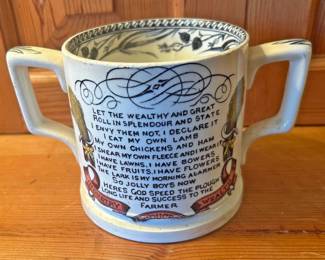 LET THE WEALTHY AND GREAT
ROLL IN SPLENDOUR AND STATE
I ENVY THEM NOT, I DECLARE IT
I EAT MY OWN LAMB
MY OWN CHICKENS AND HAM
I SHEAR MY OWN FLEECE AND I WEAR IT
I HAVE LAWNS, I HAVE BOWERS
I HAVE FRUITS, I HAVE FLOWERS
THE LARK IS MY MORNING ALARMER
SO JOLLY BOYS NOW
HERES GOD SPEED THE PLOUGH
LONG LIFE AND SUCCESS TO THE
FARMER